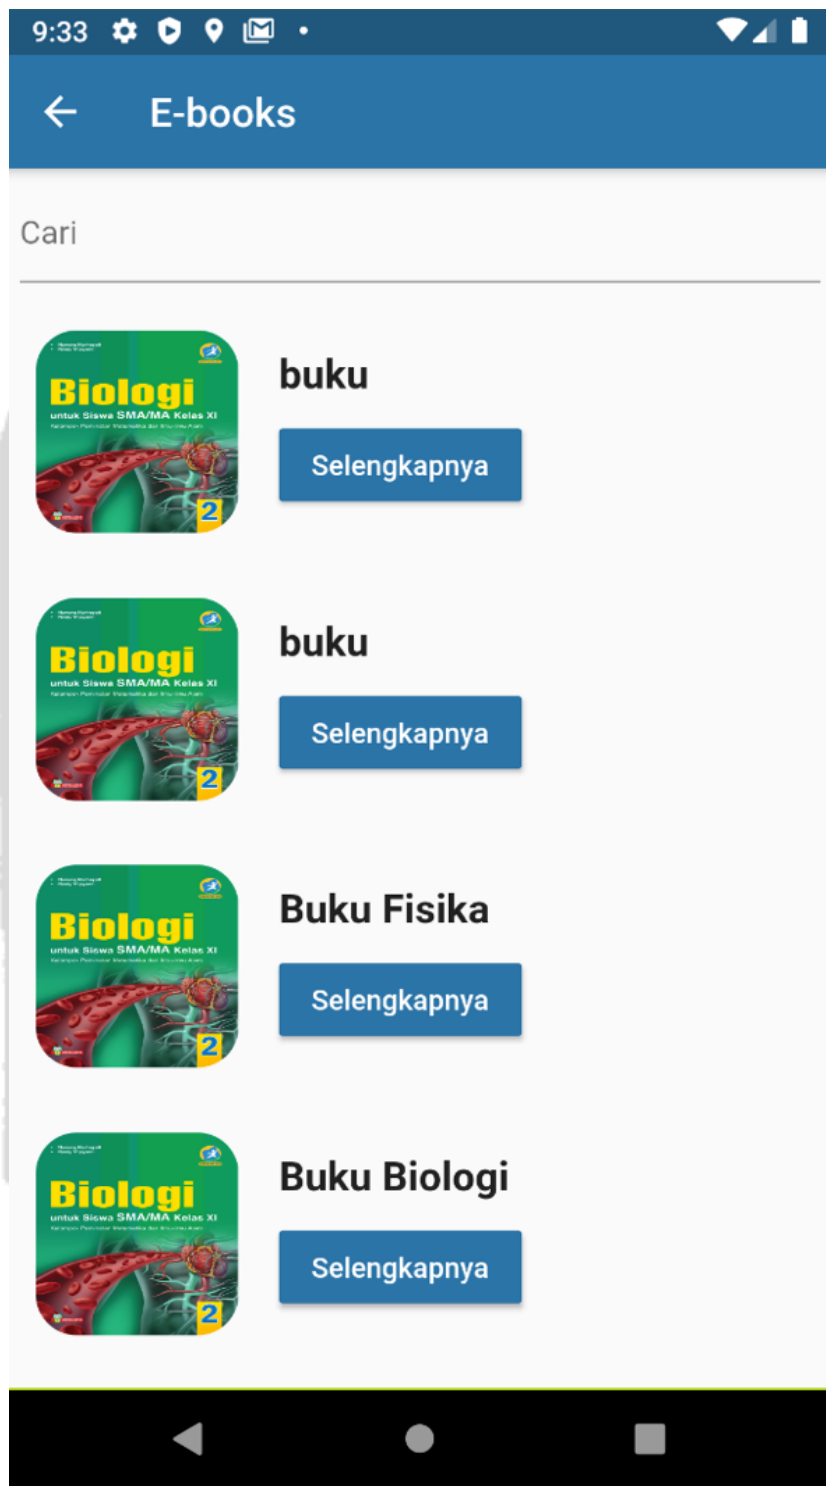 9:33
E-books
Cari
Biologi
untuk Siswa SMA/MA Kelas XI
2
buku
Selengkapnya
Biologi
untuk Siswa SMA/MA Kelas XI
2
buku
Selengkapnya
Biologi
untuk Siswa SMA/MA Kelas XI
2
Buku Fisika
Selengkapnya
Biologi
untuk Siswa SMA/MA Kelas XI
2
Buku Biologi
Selengkapnya